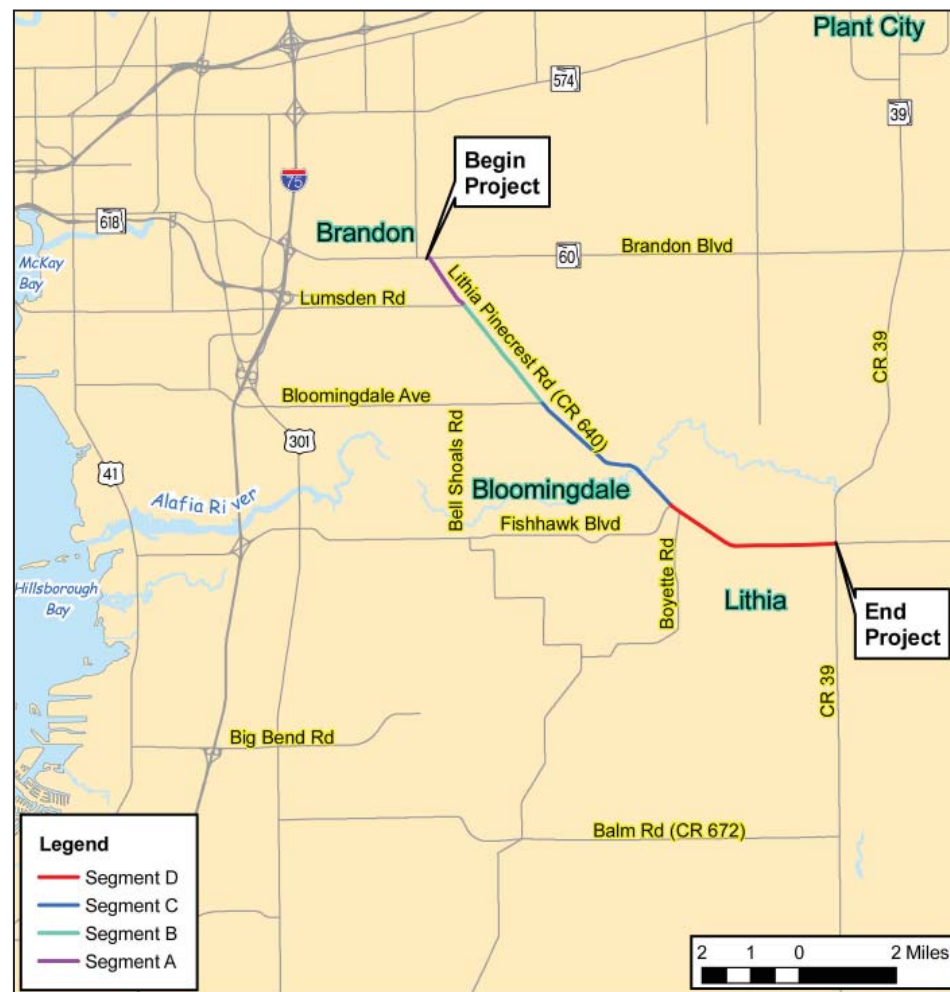 Plant City
574
39
Begin
Project
75
618
Brandon
Brandon Blvd
60
McKay
Bay
Lumsden Rd
Lithia Pinecrest Rd (CR 640)
CR 39
Bloomingdale Ave
301
41
Bell Shoals Rd
Bloomingdale
Alafia River
Fishhawk Blvd
Boyette Rd
Hillsborough
Bay
Lithia
End
Project
CR 39
Big Bend Rd
Balm Rd (CR 672)
Legend
Segment D
Segment C
Segment B
Segment A
2 1 0 2 Miles